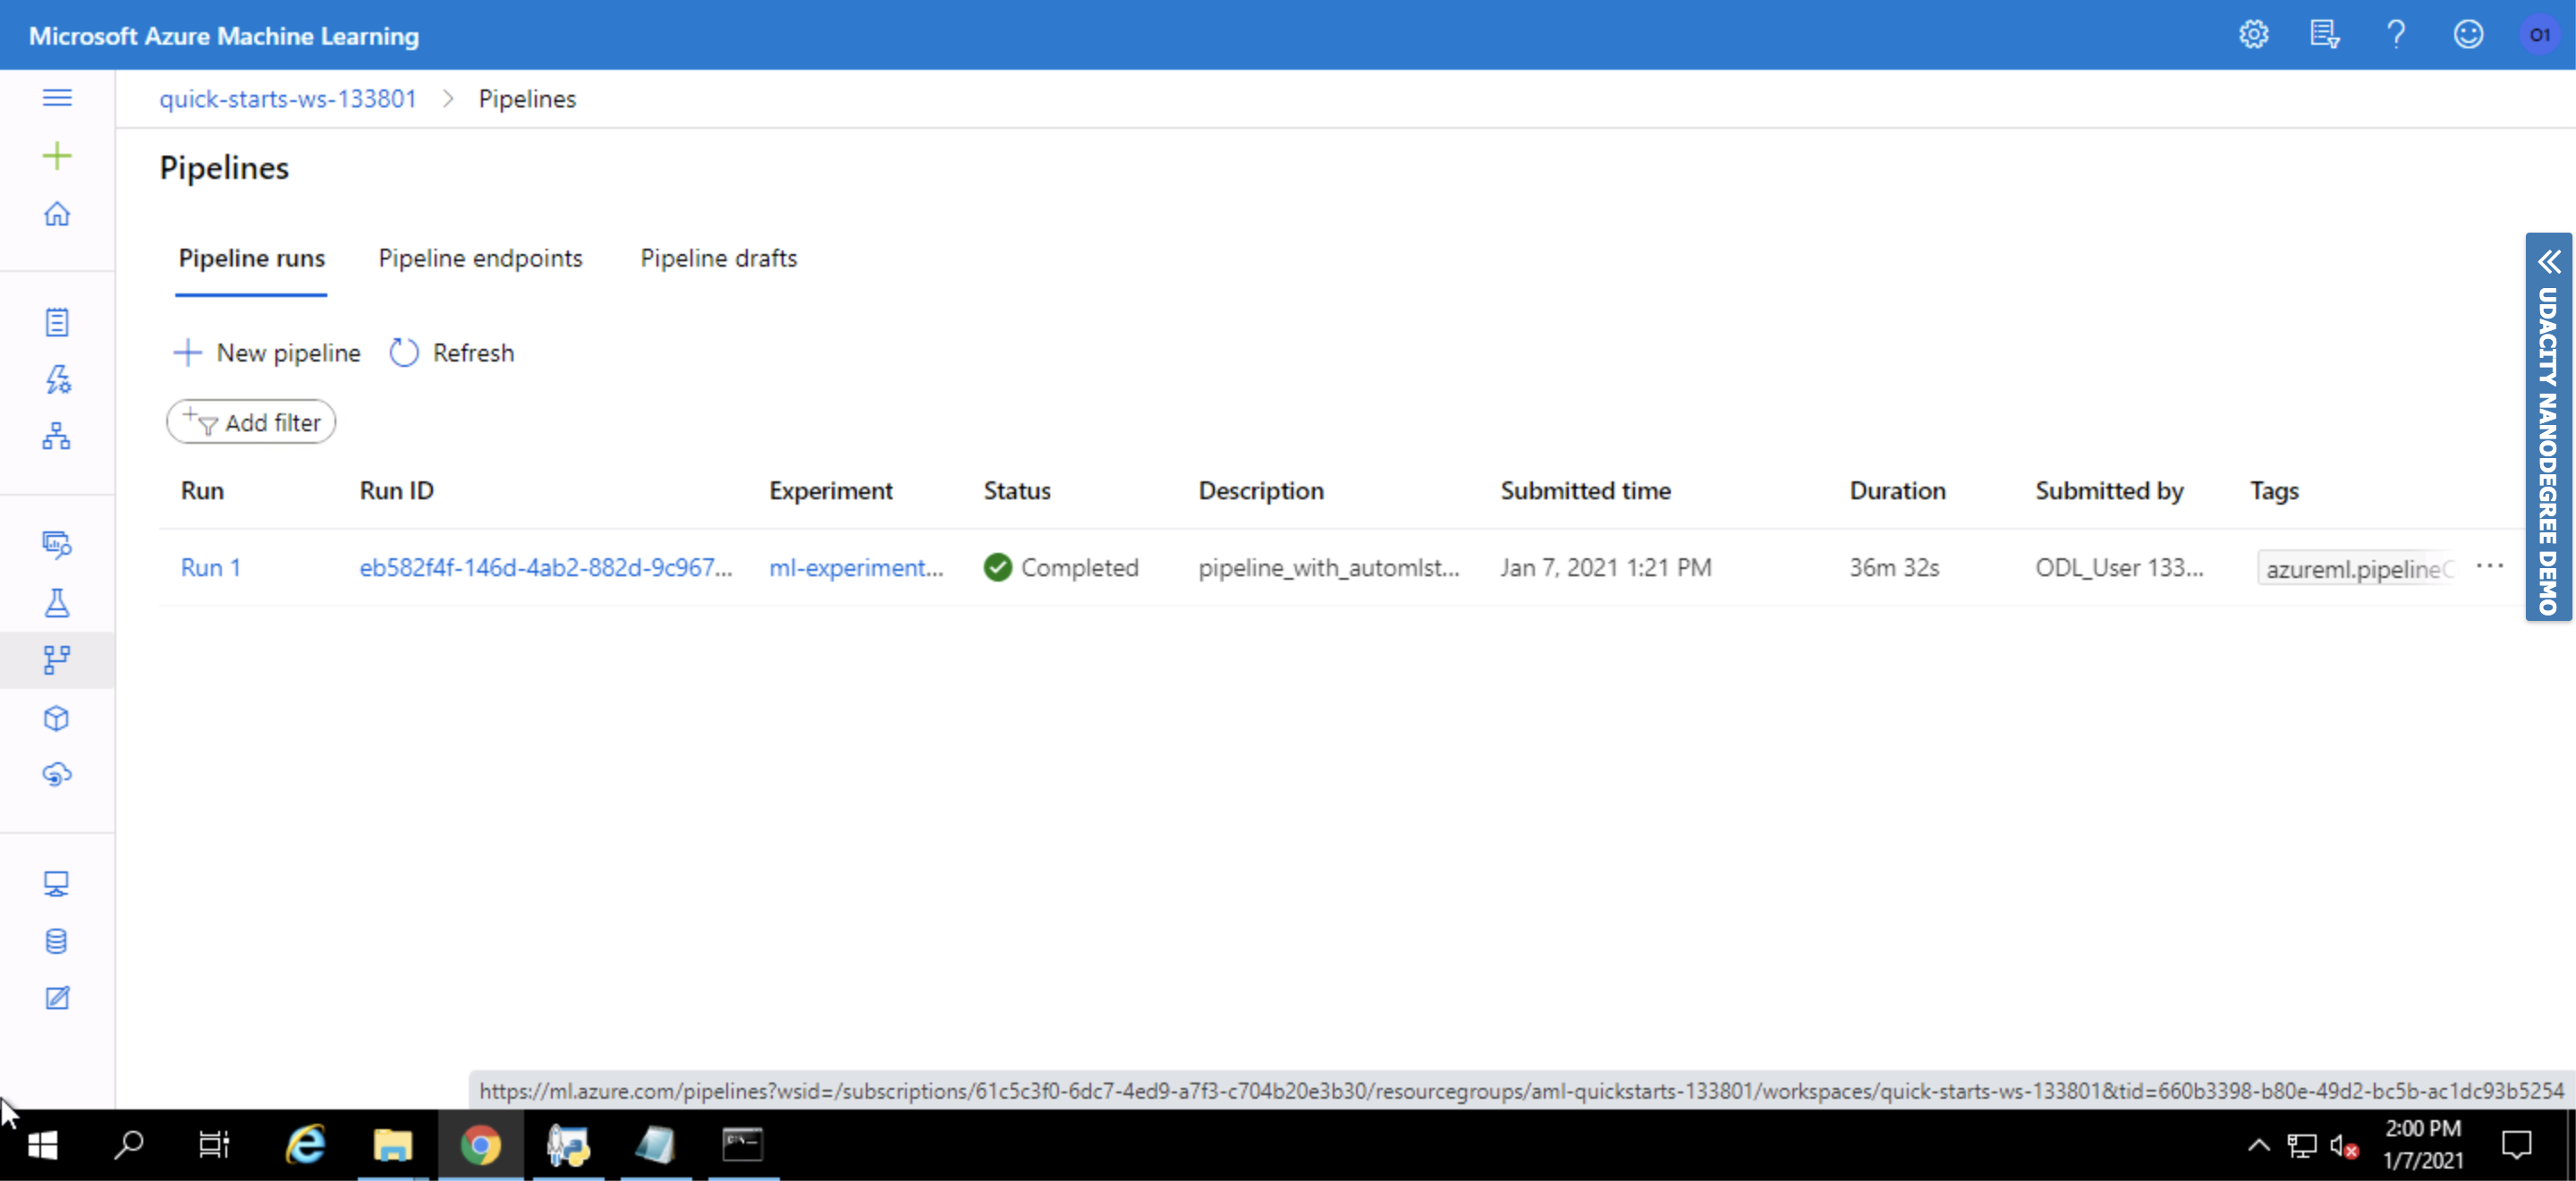 Microsoft Azure Machine Learning
O1
quick-starts-ws-133801 > Pipelines
Pipelines
Pipeline runs Pipeline endpoints Pipeline drafts
New pipeline Refresh
Add filter
Run Run ID Experiment Status Description Submitted time Duration Submitted by Tags
Run 1 eb582f4f-146d-4ab2-882d-9c967... ml-experiment... Completed pipeline_with_automlst... Jan 7, 2021 1:21 PM 36m 32s ODL_User 133... azureml.pipelineC ...
UDACITY NANODEGREE DEMO
https://ml.azure.com/pipelines?wsid=/subscriptions/61c5c3f0-6dc7-4ed9-a7f3-c704b20e3b30/resourcegroups/aml-quickstarts-133801/workspaces/quick-starts-ws-133801&tid=660b3398-b80e-49d2-bc5b-ac1dc93b5254
2:00 PM
1/7/2021